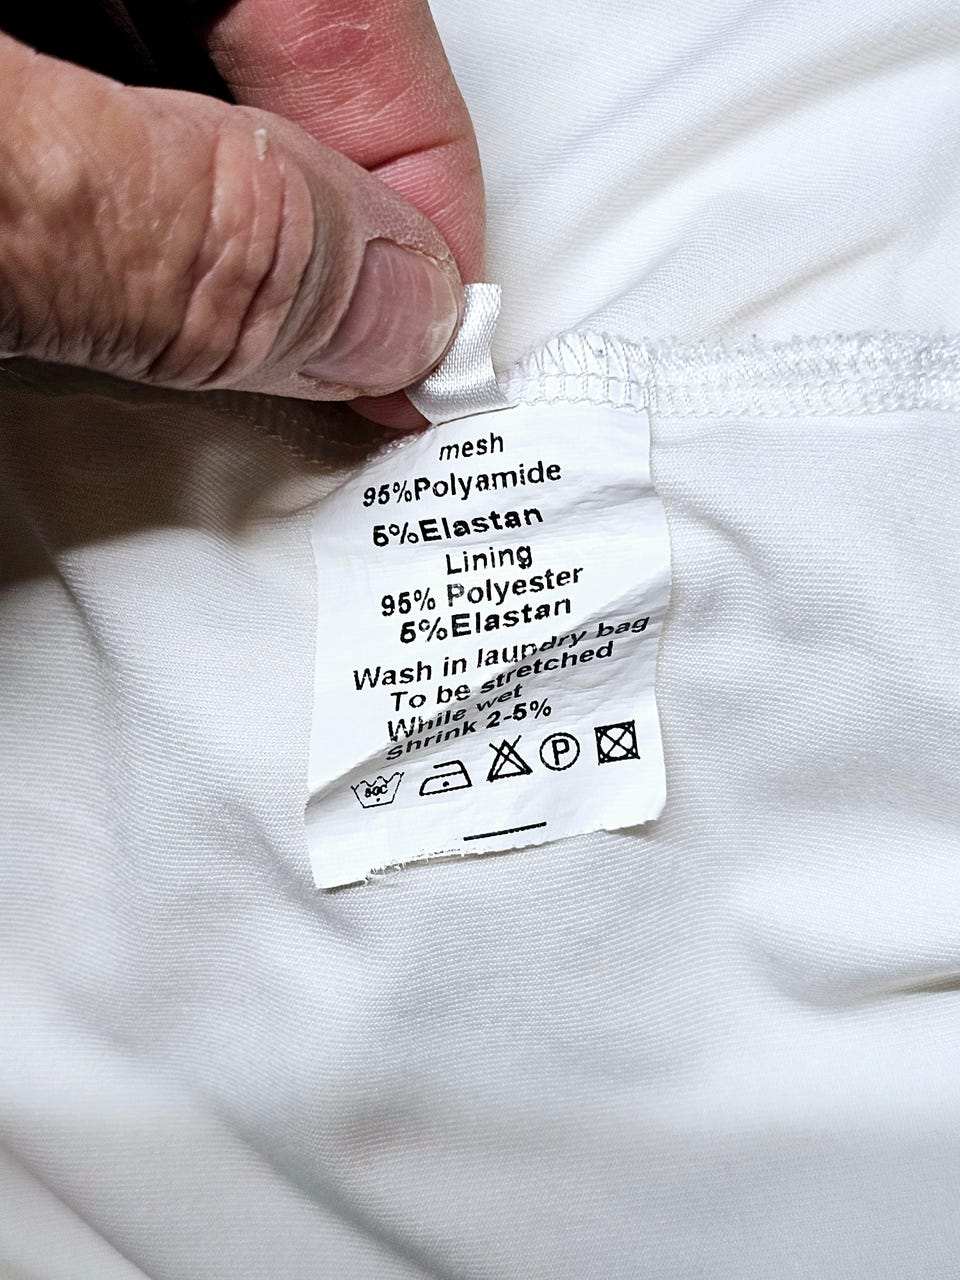 mesh
95%Polyamide
5%Elastan
Lining
95% Polyester
5%Elastan
Wash in laundry bag
To be stretched
While wet
Shrink 2-5%
P